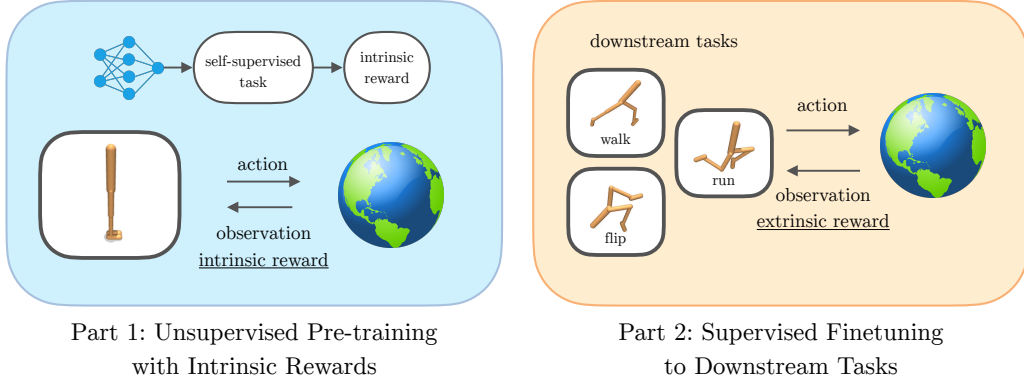 self-supervised
task
intrinsic
reward
action
observation
intrinsic reward
Part 1: Unsupervised Pre-training
with Intrinsic Rewards
downstream tasks
walk
run
flip
action
observation
extrinsic reward
Part 2: Supervised Finetuning
to Downstream Tasks